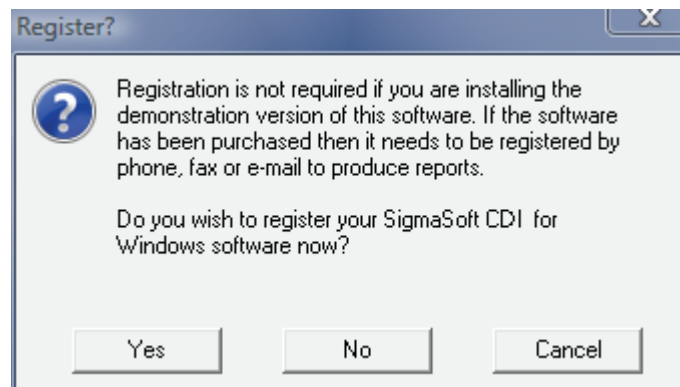 Register?
X
?
Registration is not required if you are installing the
demonstration version of this software. If the software
has been purchased then it needs to be registered by
phone, fax or e-mail to produce reports.
Do you wish to register your SigmaSoft CDI for
Windows software now?
Yes No Cancel